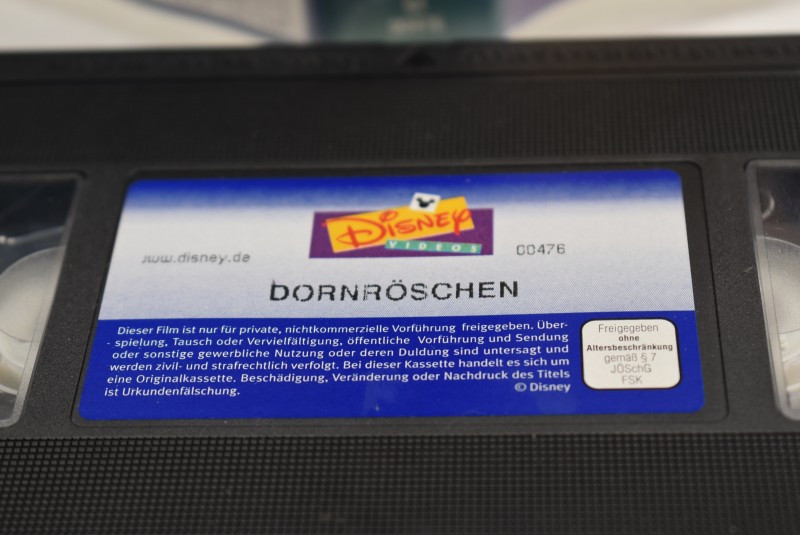 DISNEY
VIDEOS
www.disney.de
00476
DORNRÖSCHEN
Dieser Film ist nur für private, nichtkommerzielle Vorführung freigegeben. Über-
- spielung, Tausch oder Vervielfältigung, öffentliche Vorführung und Sendung
oder sonstige gewerbliche Nutzung oder deren Duldung sind untersagt und
werden zivil- und strafrechtlich verfolgt. Bei dieser Kassette handelt es sich um
eine Originalkassette. Beschädigung, Veränderung oder Nachdruck des Titels
ist Urkundenfälschung.
© Disney
Freigegeben
ohne
Altersbeschränkung
gemäß § 7
JÖSchG
FSK